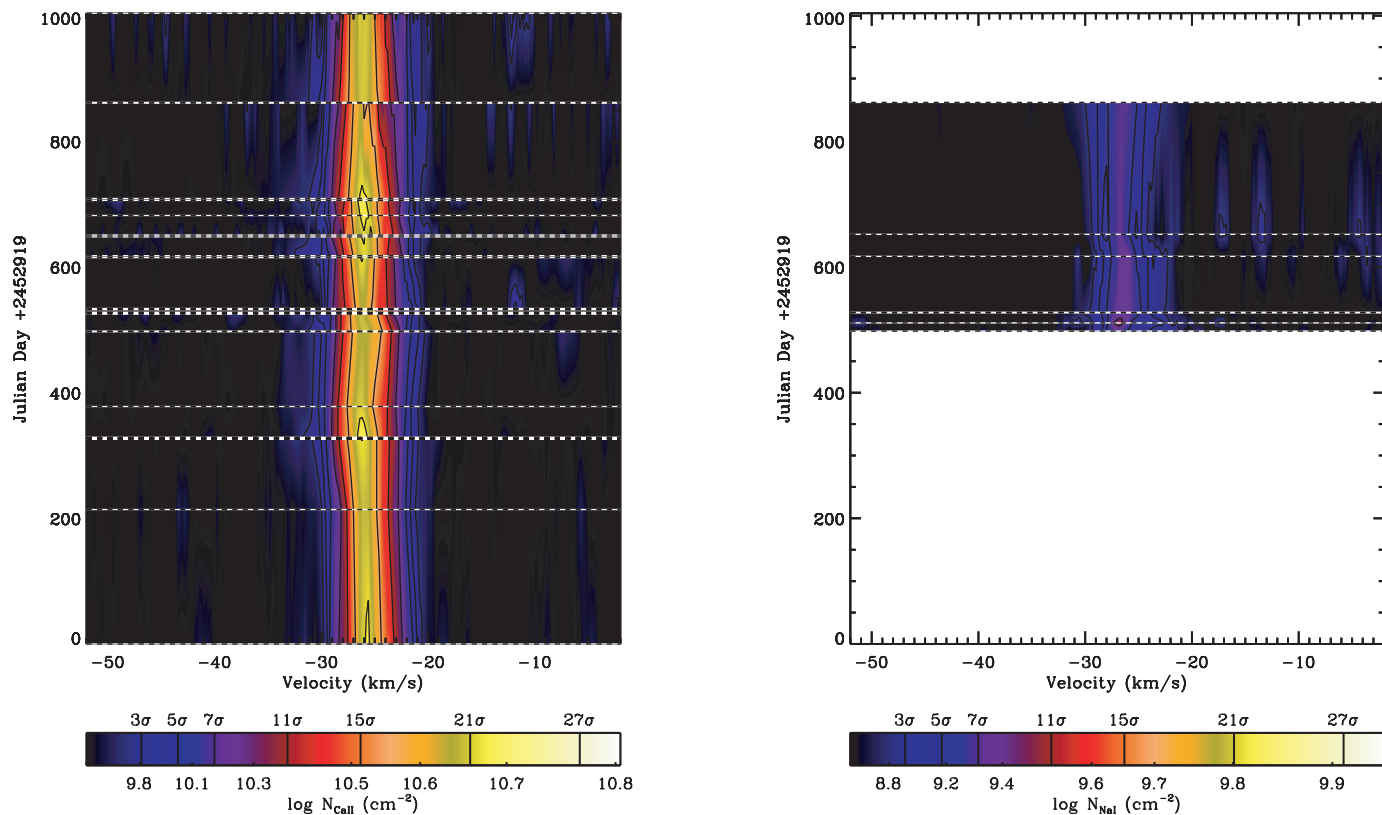 1000
800
600
400
200
0
Julian Day +2452919
−50 −40 −30 −20 −10
Velocity (km/s)
3σ 5σ 7σ 11σ 15σ 21σ 27σ
9.8 10.1 10.3 10.5 10.6 10.7 10.8
log N_CaII (cm⁻²)
1000
800
600
400
200
0
Julian Day +2452919
−50 −40 −30 −20 −10
Velocity (km/s)
3σ 5σ 7σ 11σ 15σ 21σ 27σ
8.8 9.2 9.4 9.6 9.7 9.8 9.9
log N_NaI (cm⁻²)